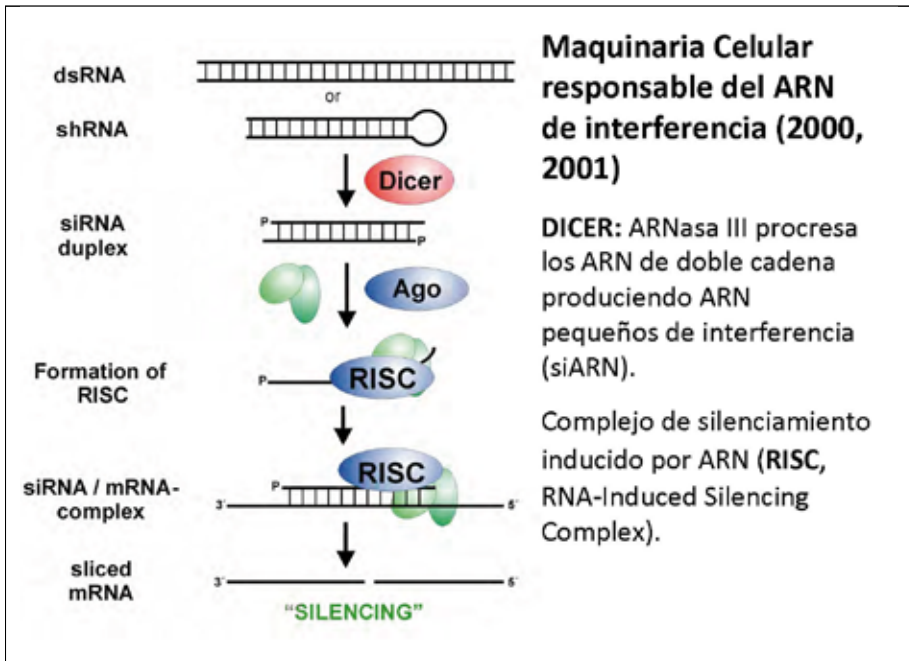 dsRNA
or
shRNA
Dicer
siRNA
duplex
P
P
Ago
Formation of
RISC
P
RISC
siRNA / mRNA-
complex
RISC
P
3´
5´
sliced
mRNA
3´
5´
“SILENCING”
Maquinaria Celular
responsable del ARN
de interferencia (2000,
2001)
DICER: ARNasa III procresa
los ARN de doble cadena
produciendo ARN
pequeños de interferencia
(siARN).
Complejo de silenciamiento
inducido por ARN (RISC,
RNA-Induced Silencing
Complex).